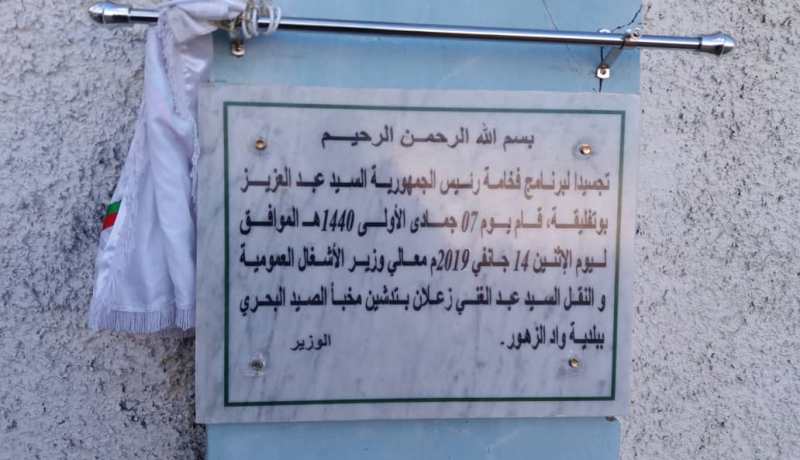 بسم الله الرحمن الرحيم
تجسيدا لبرنامج فخامة رئيس الجمهورية السيد عبد العزيز
بوتفليقة، قام يوم 07 جمادى الأولى 1440هـ الموافق
ليوم الإثنين 14 جانفي 2019م معالي وزير الأشغال العمومية
و النقل السيد عبد الغني زعلان بتدشين مخبأ الصيد البحري
ببلدية واد الزهور.
الوزير